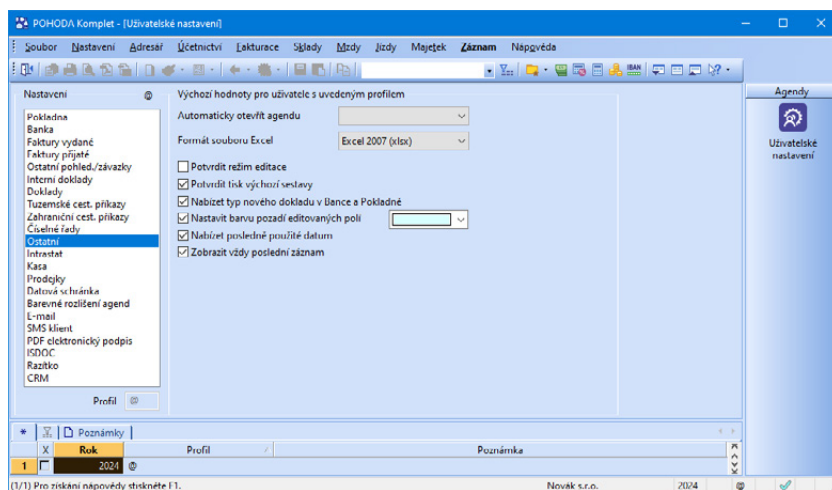 POHODA Komplet - [Uživatelské nastavení]
Soubor Nastavení Adresář Účetnictví Fakturace Sklady Mzdy Jízdy Majetek Záznam Nápověda
IBAN
Nastavení @
Pokladna
Banka
Faktury vydané
Faktury přijaté
Ostatní pohled./závazky
Interní doklady
Doklady
Tuzemské cest. příkazy
Zahraniční cest. příkazy
Číselné řady
Ostatní
Intrastat
Kasa
Prodejky
Datová schránka
Barevné rozlišení agend
E-mail
SMS klient
PDF elektronický podpis
ISDOC
Razítko
CRM
Profil @
Výchozí hodnoty pro uživatele s uvedeným profilem
Automaticky otevřít agendu
Formát souboru Excel Excel 2007 (xlsx)
Potvrdit režim editace
Potvrdit tisk výchozí sestavy
Nabízet typ nového dokladu v Bance a Pokladně
Nastavit barvu pozadí editovaných polí
Nabízet posledně použité datum
Zobrazit vždy poslední záznam
Agendy
Uživatelské
nastavení
* Poznámky
X Rok Profil Poznámka
1 2024 @
(1/1) Pro získání nápovědy stiskněte F1. Novák s.r.o. 2024 @